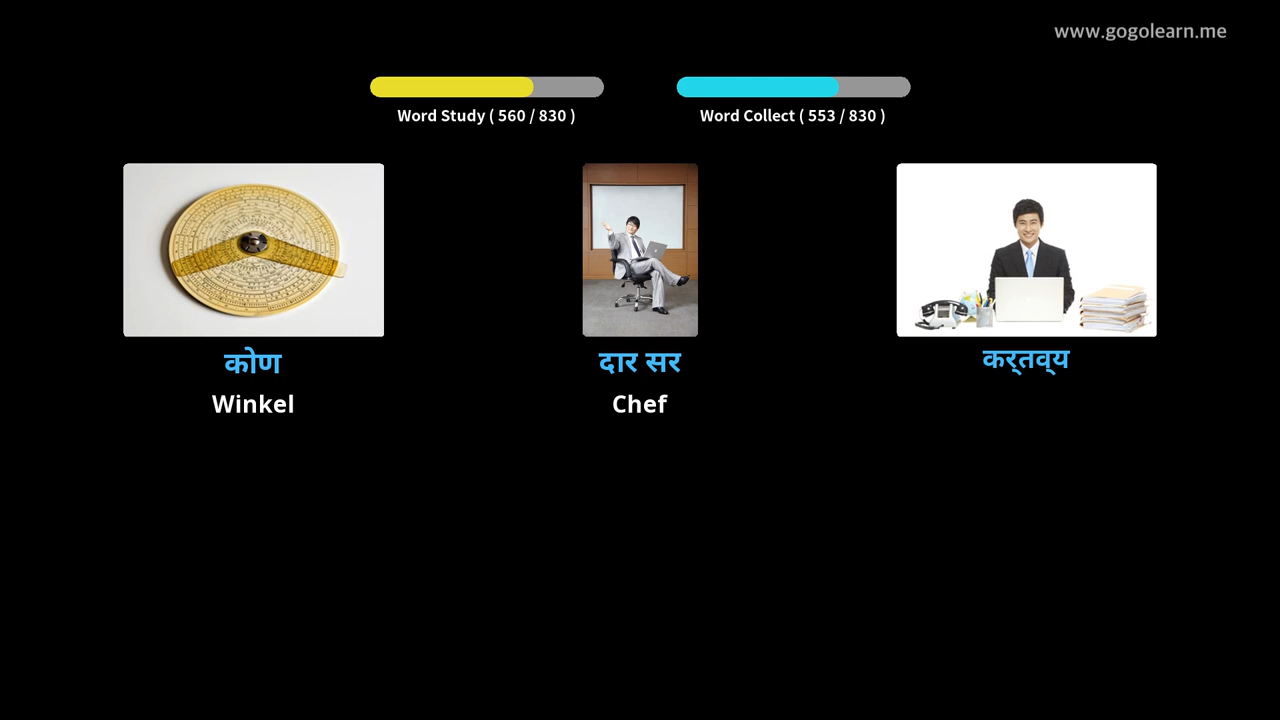 www.gogolearn.me
Word Study ( 560 / 830 )
Word Collect ( 553 / 830 )
कोण
दार सर
कर्‌तव्‌य
Winkel
Chef